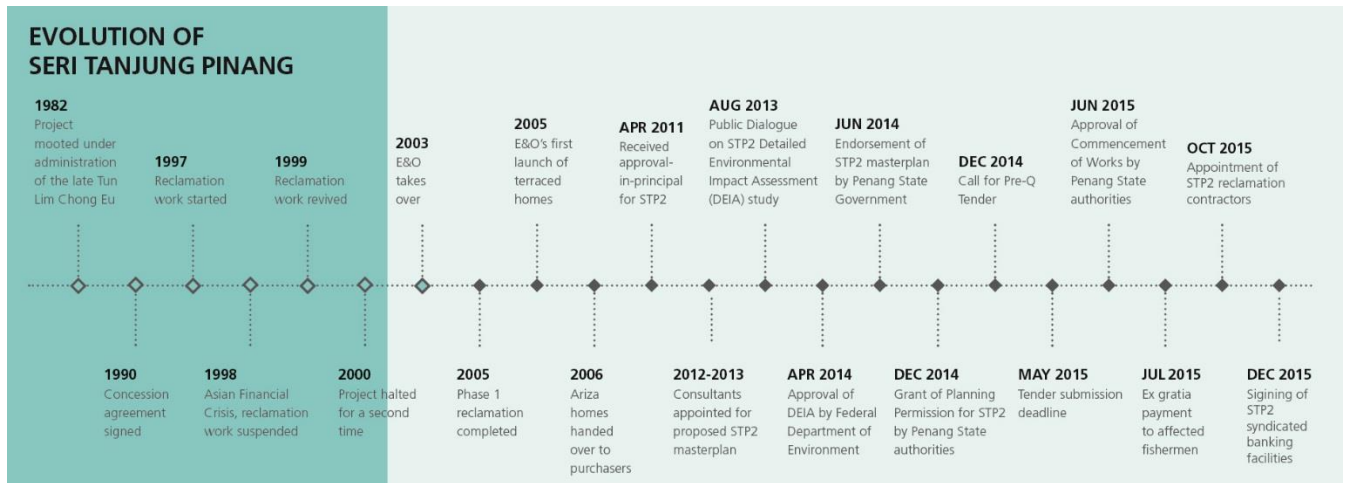 EVOLUTION OF
SERI TANJUNG PINANG
1982
Project
mooted under
administration
of the late Tun
Lim Chong Eu
1997
Reclamation
work started
1999
Reclamation
work revived
2003
E&O
takes
over
2005
E&O's first
launch of
terraced
homes
APR 2011
Received
approval-
in-principal
for STP2
AUG 2013
Public Dialogue
on STP2 Detailed
Environmental
Impact Assessment
(DEIA) study
JUN 2014
Endorsement of
STP2 masterplan
by Penang State
Government
DEC 2014
Call for Pre-Q
Tender
JUN 2015
Approval of
Commencement
of Works by
Penang State
authorities
OCT 2015
Appointment of
STP2 reclamation
contractors
1990
Concession
agreement
signed
1998
Asian Financial
Crisis, reclamation
work suspended
2000
Project halted
for a second
time
2005
Phase 1
reclamation
completed
2006
Ariza
homes
handed
over to
purchasers
2012-2013
Consultants
appointed for
proposed STP2
masterplan
APR 2014
Approval of
DEIA by Federal
Department of
Environment
DEC 2014
Grant of Planning
Permission for STP2
by Penang State
authorities
MAY 2015
Tender submission
deadline
JUL 2015
Ex gratia
payment
to affected
fishermen
DEC 2015
Sigining of
STP2
syndicated
banking
facilities